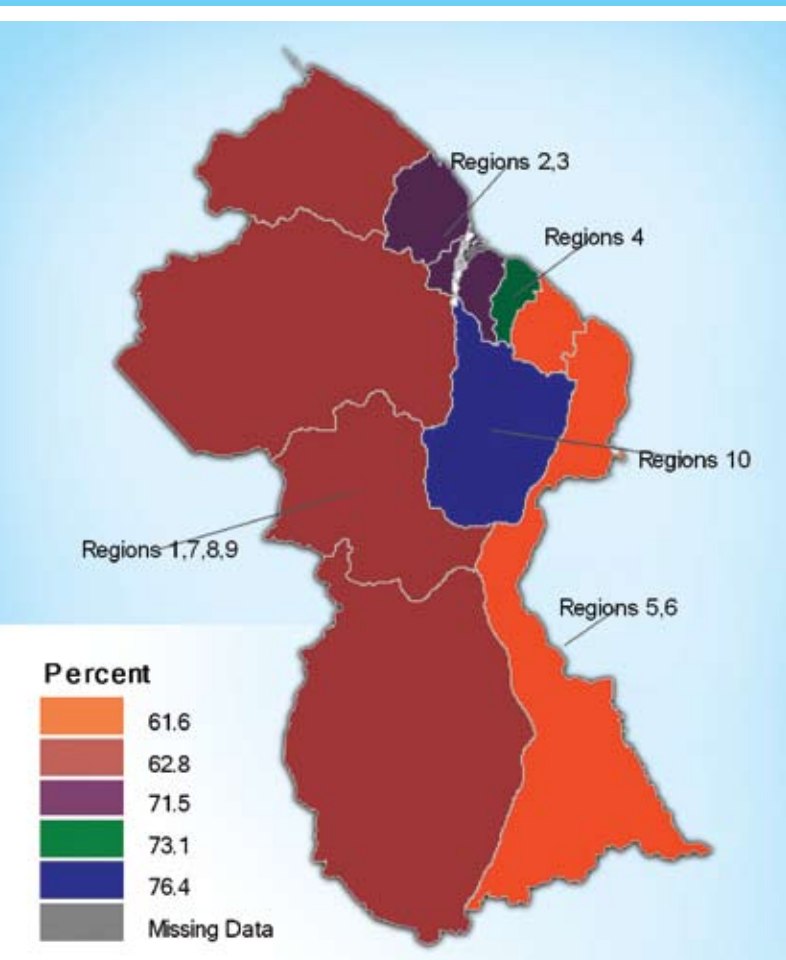 Regions 2,3
Regions 4
Regions 10
Regions 1,7,8,9
Regions 5,6
Percent
61.6
62.8
71.5
73.1
76.4
Missing Data